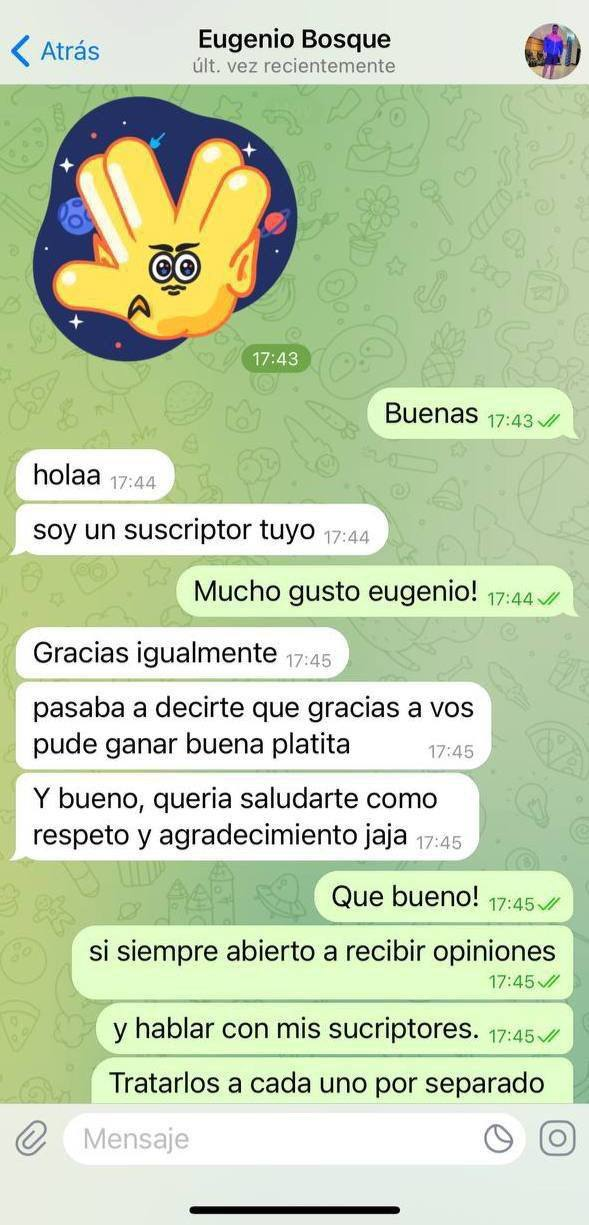 Atrás
Eugenio Bosque
últ. vez recientemente
17:43
Buenas 17:43
holaa 17:44
soy un suscriptor tuyo 17:44
Mucho gusto eugenio! 17:44
Gracias igualmente 17:45
pasaba a decirte que gracias a vos
pude ganar buena platita 17:45
Y bueno, queria saludarte como
respeto y agradecimiento jaja 17:45
Que bueno! 17:45
si siempre abierto a recibir opiniones
17:45
y hablar con mis sucriptores. 17:45
Tratarlos a cada uno por separado
Mensaje